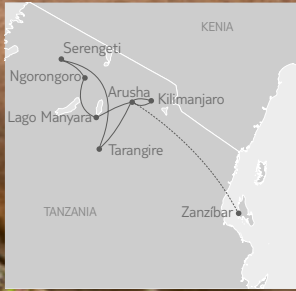 KENIA
Serengeti
Ngorongoro
Arusha
Kilimanjaro
Lago Manyara
Tarangire
TANZANIA
Zanzíbar